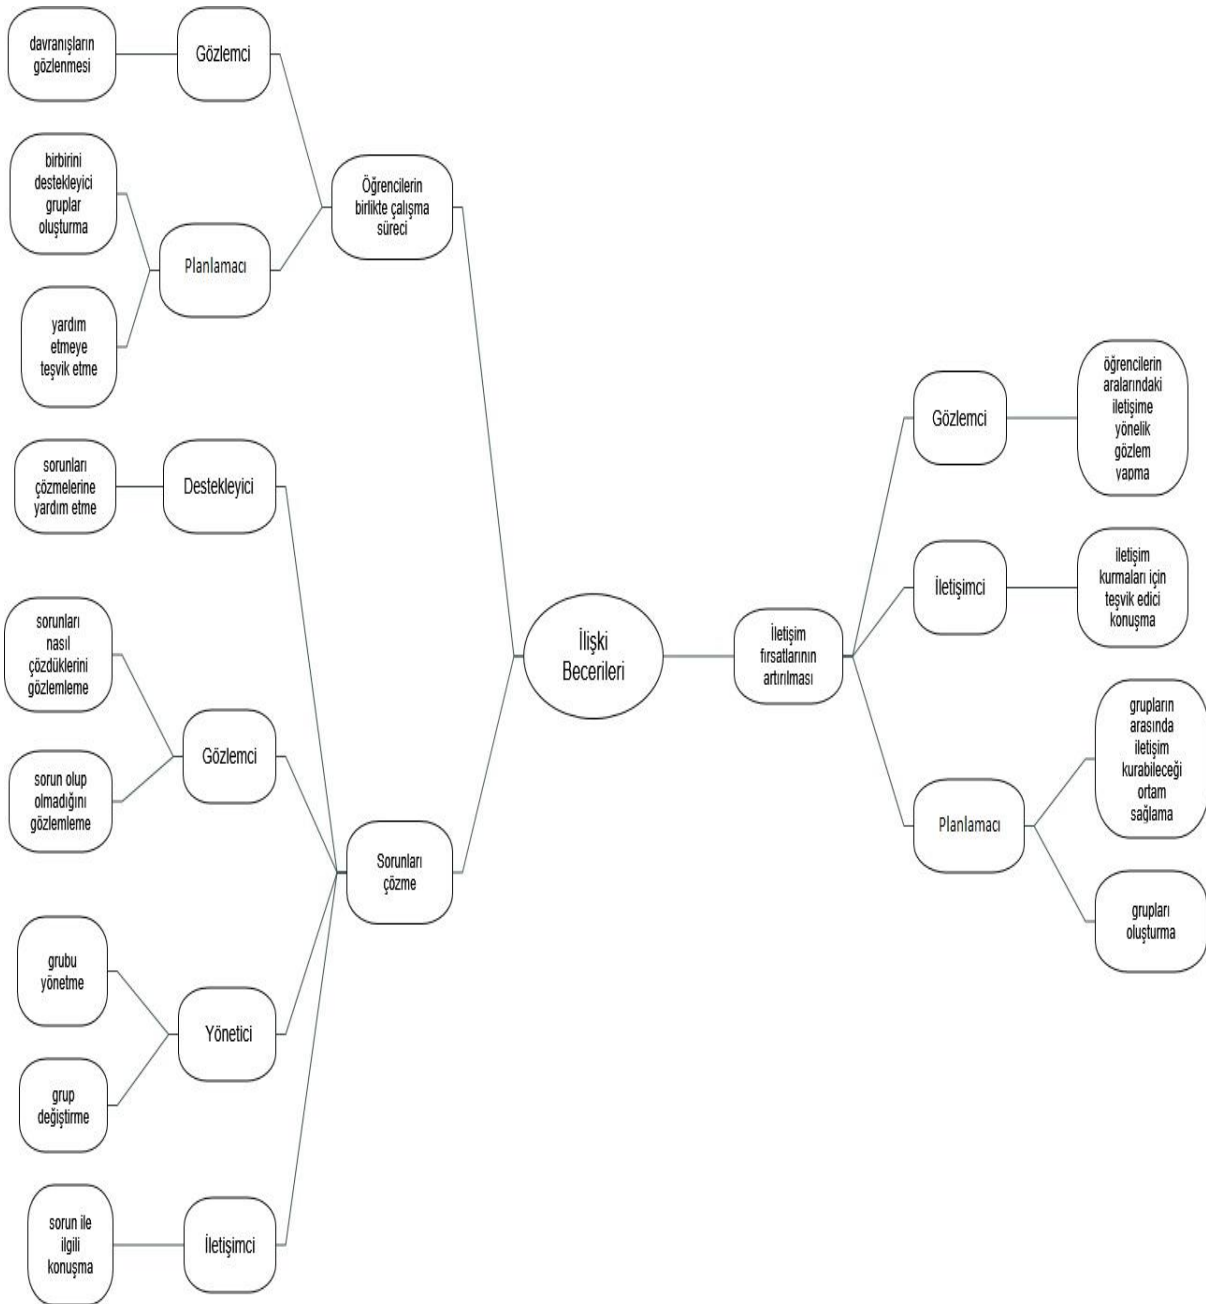 davranışların
gözlenmesi
Gözlemci
birbirini
destekleyici
gruplar
oluşturma
Planlamacı
yardım
etmeye
teşvik etme
Öğrencilerin
birlikte çalışma
süreci
sorunları
çözmelerine
yardım etme
Destekleyici
sorunları
nasıl
çözdüklerini
gözlemleme
Gözlemci
sorun olup
olmadığını
gözlemleme
Sorunları
çözme
grubu
yönetme
Yönetici
grup
değiştirme
sorun ile
ilgili
konuşma
İletişimci
İlişki
Becerileri
İletişim
fırsatlarının
artırılması
Gözlemci
öğrencilerin
aralarındaki
iletişime
yönelik
gözlem
yapma
İletişimci
iletişim
kurmaları için
teşvik edici
konuşma
Planlamacı
grupların
arasında
iletişim
kurabileceği
ortam
sağlama
grupları
oluşturma